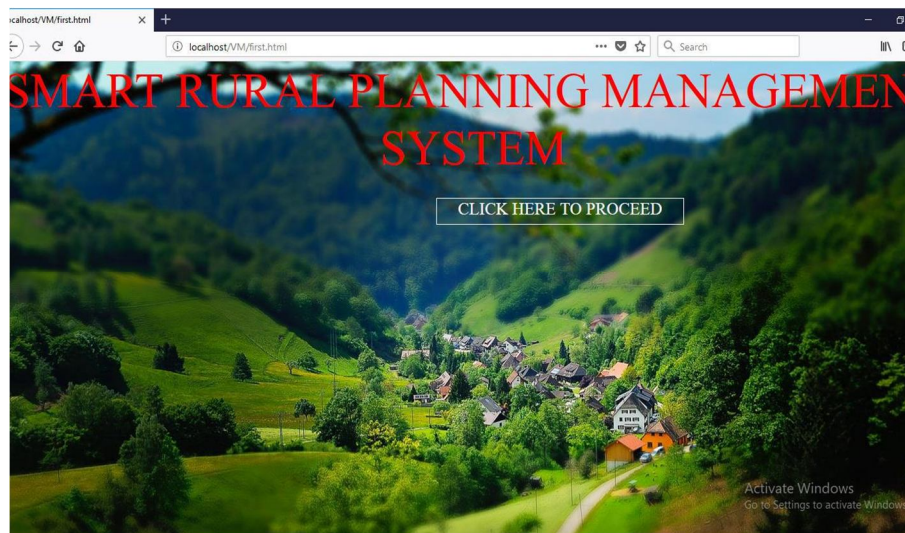 ocalhost/VM/first.html
localhost/VM/first.html
Search
SMART RURAL PLANNING MANAGEMEN
SYSTEM
CLICK HERE TO PROCEED
Activate Windows
Go to Settings to activate Windows